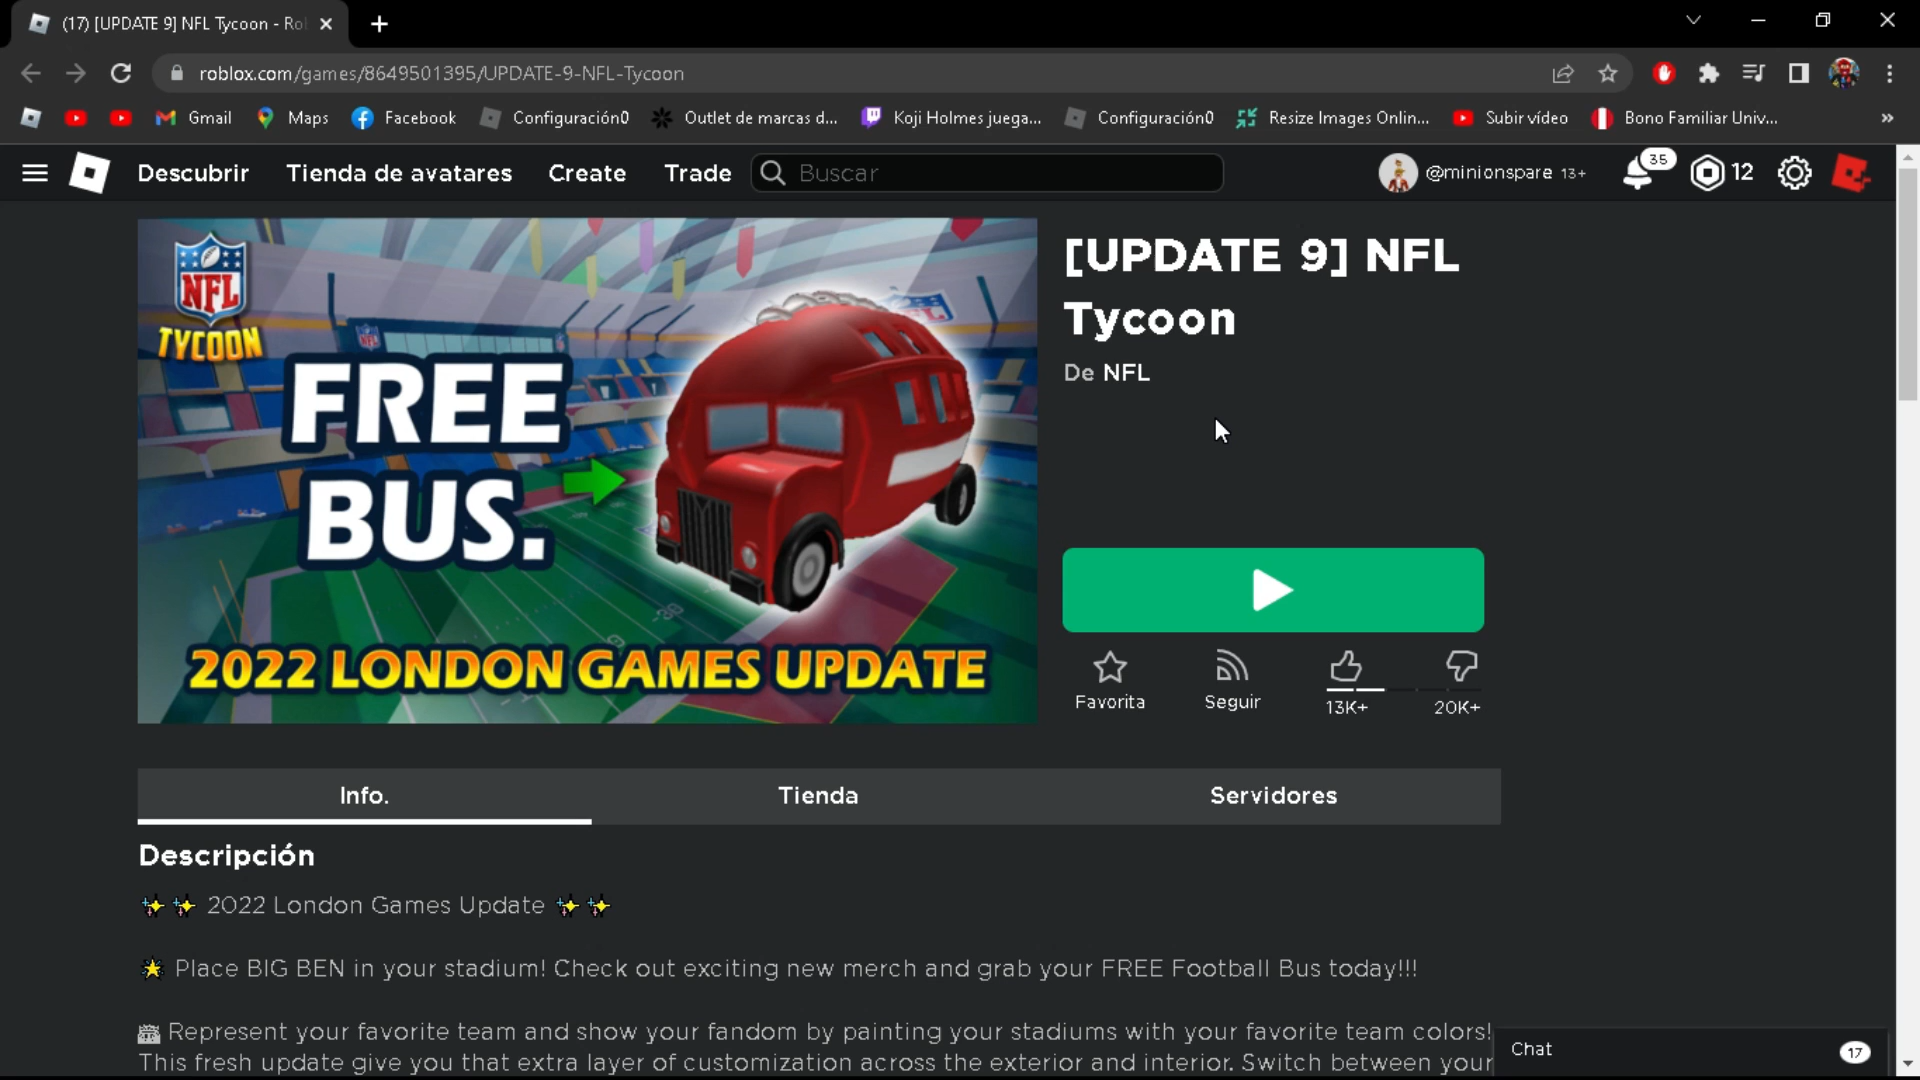 (17) [UPDATE 9] NFL Tycoon - Ro
roblox.com/games/8649501395/UPDATE-9-NFL-Tycoon
Gmail Maps Facebook Configuración0 Outlet de marcas d... Koji Holmes juega... Configuración0 Resize Images Onlin... Subir vídeo Bono Familiar Univ... »
Descubrir Tienda de avatares Create Trade Buscar @minionspare 13+ 35 12
NFL
TYCOON
FREE
BUS.
2022 LONDON GAMES UPDATE
[UPDATE 9] NFL
Tycoon
De NFL
Favorita Seguir 13K+ 20K+
Info. Tienda Servidores
Descripción
✨✨ 2022 London Games Update ✨✨
🌟 Place BIG BEN in your stadium! Check out exciting new merch and grab your FREE Football Bus today!!!
🏟 Represent your favorite team and show your fandom by painting your stadiums with your favorite team colors!
This fresh update give you that extra layer of customization across the exterior and interior. Switch between your
Chat 17